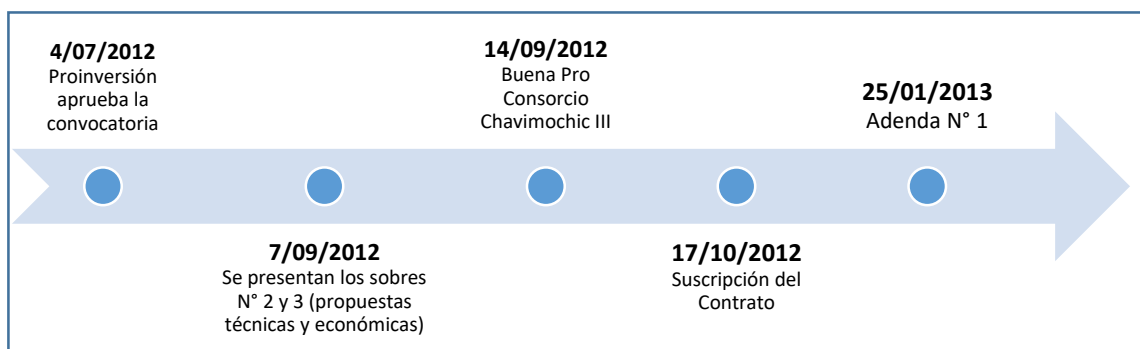 4/07/2012
Proinversión
aprueba la
convocatoria
7/09/2012
Se presentan los sobres
N° 2 y 3 (propuestas
técnicas y económicas)
14/09/2012
Buena Pro
Consorcio
Chavimochic III
17/10/2012
Suscripción del
Contrato
25/01/2013
Adenda N° 1